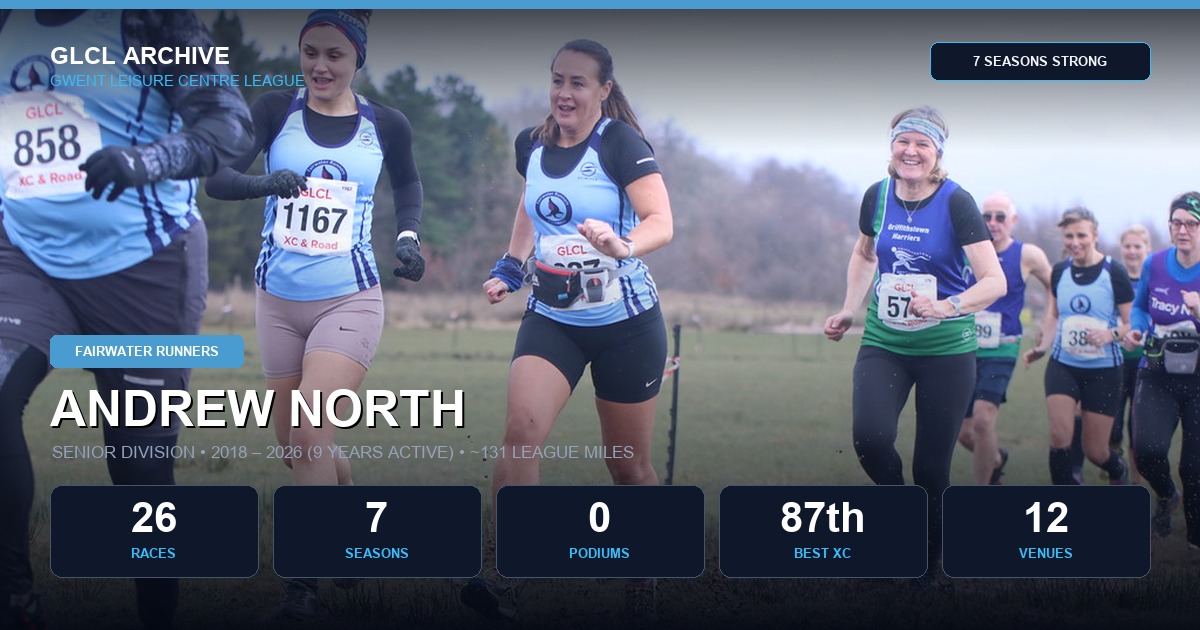 GLCL ARCHIVE
GWENT LEISURE CENTRE LEAGUE
7 SEASONS STRONG
GLCL
858
XC & Road
GLCL
1167
XC & Road
GLCL
Griffithstown
Harriers
57
38
Tracy
FAIRWATER RUNNERS
ANDREW NORTH
SENIOR DIVISION • 2018 – 2026 (9 YEARS ACTIVE) • ~131 LEAGUE MILES
26
RACES
7
SEASONS
0
PODIUMS
87th
BEST XC
12
VENUES